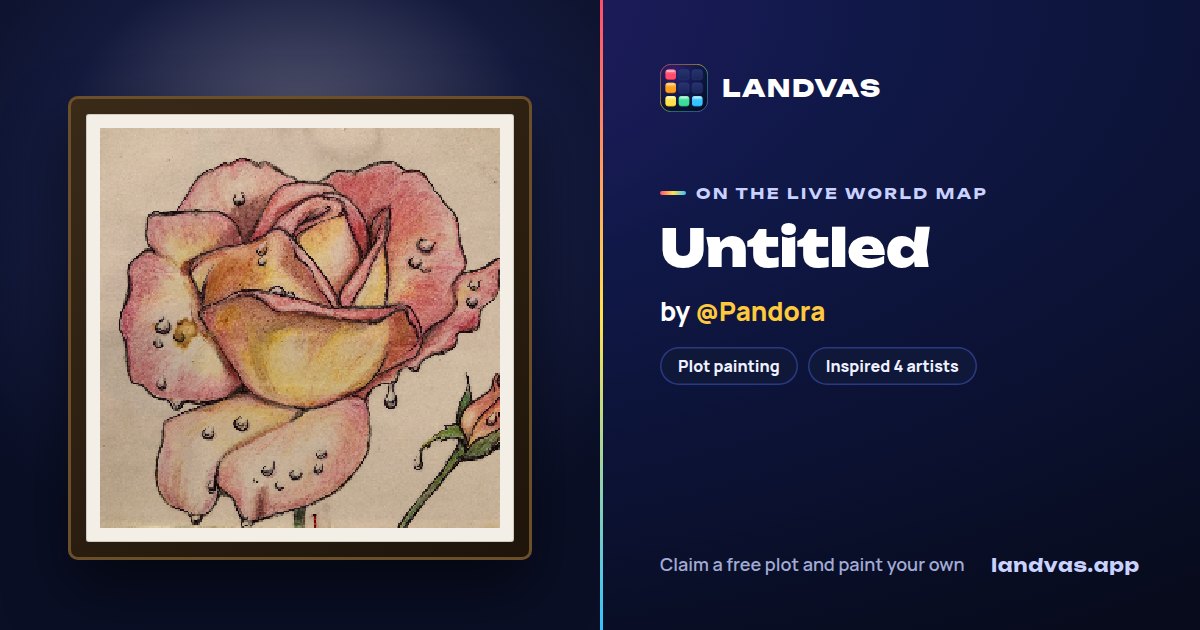 LANDVAS
ON THE LIVE WORLD MAP
Untitled
by @Pandora
Plot painting
Inspired 4 artists
Claim a free plot and paint your own
landvas.app